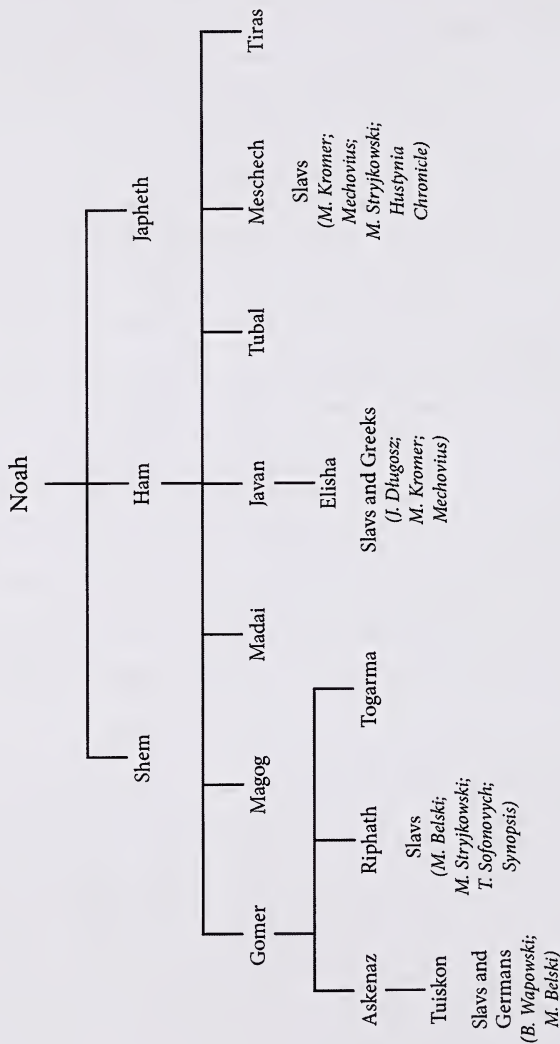 Noah
Shem
Ham
Japheth
Gomer
Magog
Madai
Javan
Tubal
Meschech
Tiras
Askenaz
Riphath
Togarma
Elisha
Slavs
(M. Kromer;
Mechovius;
M. Stryjkowski;
Hustynia
Chronicle)
Tuiskon
Slavs
(M. Belski;
M. Stryjkowski;
T. Sofonovych;
Synopsis)
Slavs and Greeks
(J. Długosz;
M. Kromer;
Mechovius)
Slavs and
Germans
(B. Wapowski;
M. Belski)